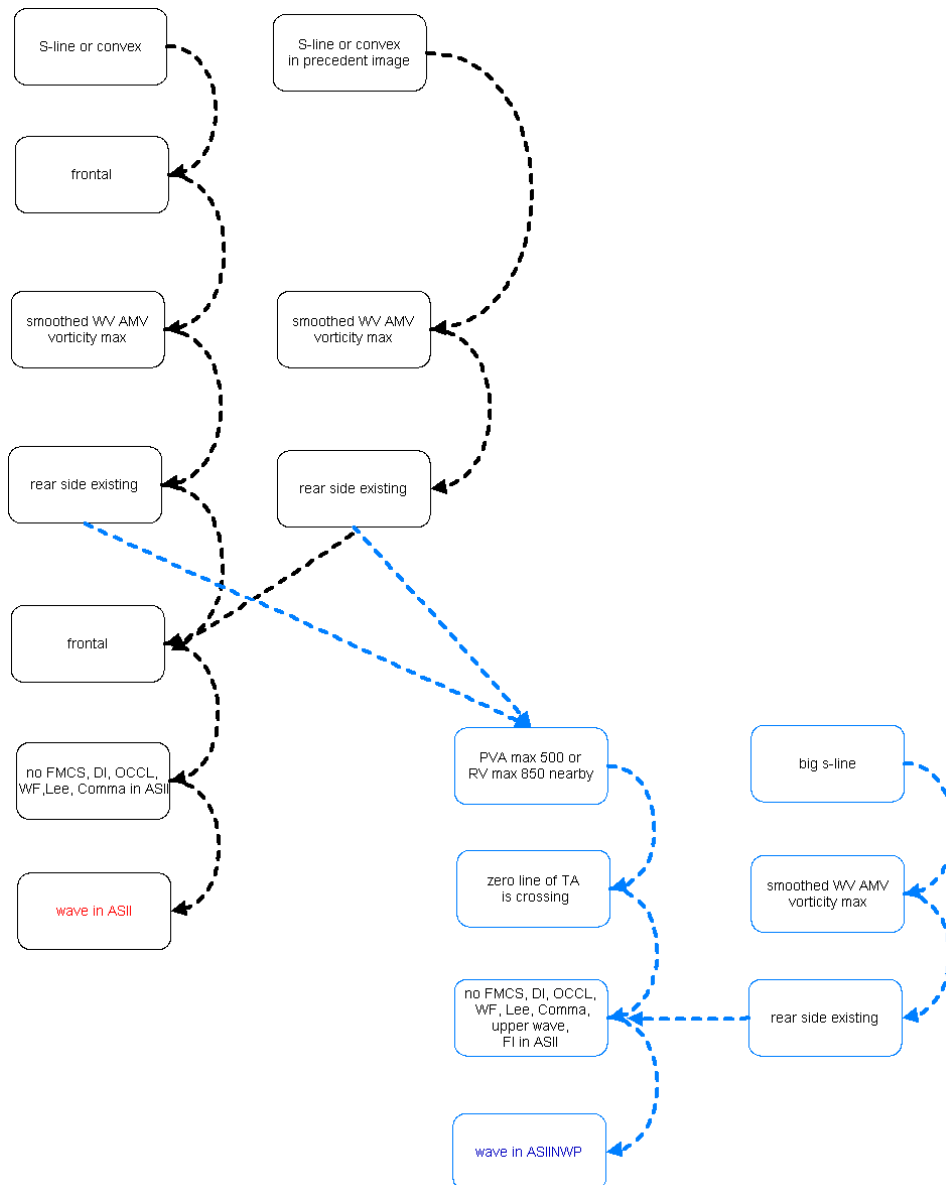 S-line or convex
S-line or convex
in precedent image
frontal
smoothed WV AMV
vorticity max
smoothed WV AMV
vorticity max
rear side existing
rear side existing
frontal
no FMCS, DI, OCCL,
WF,Lee, Comma in ASII
wave in ASII
PVA max 500 or
RV max 850 nearby
big s-line
zero line of TA
is crossing
smoothed WV AMV
vorticity max
no FMCS, DI, OCCL,
WF, Lee, Comma,
upper wave,
FI in ASII
rear side existing
wave in ASIINWP